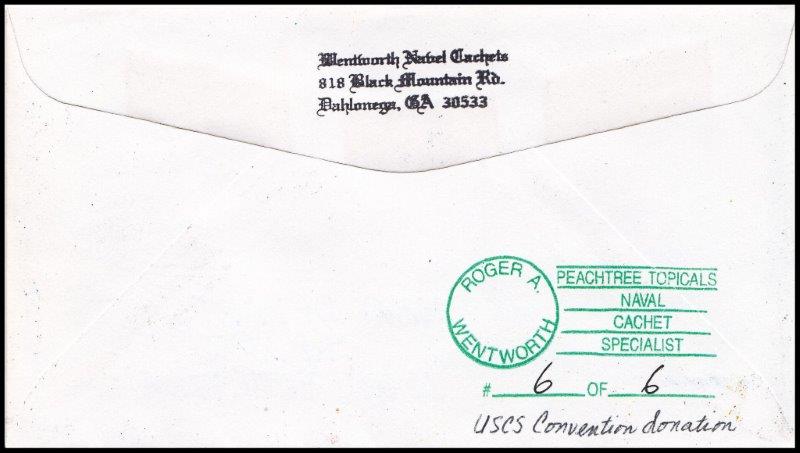 Wentworth Navel Cachets
818 Black Mountain Rd.
Dahlonega, GA 30533
ROGER A.
WENTWORTH
PEACHTREE TOPICALS
NAVAL
CACHET
SPECIALIST
# 6 OF 6
USCS Convention donation